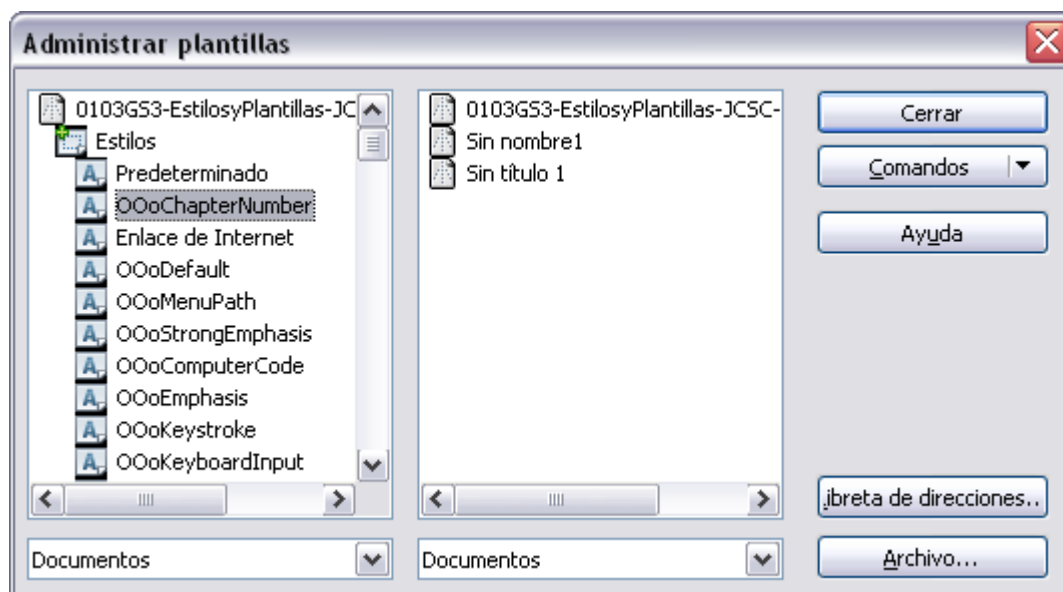 Administrar plantillas
0103GS3-EstilosyPlantillas-JC
Estilos
Predeterminado
OOoChapterNumber
Enlace de Internet
OOoDefault
OOoMenuPath
OOoStrongEmphasis
OOoComputerCode
OOoEmphasis
OOoKeystroke
OOoKeyboardInput
Documentos
0103GS3-EstilosyPlantillas-JCSC-
Sin nombre1
Sin título 1
Documentos
Cerrar
Comandos
Ayuda
ibreta de direcciones..
Archivo...